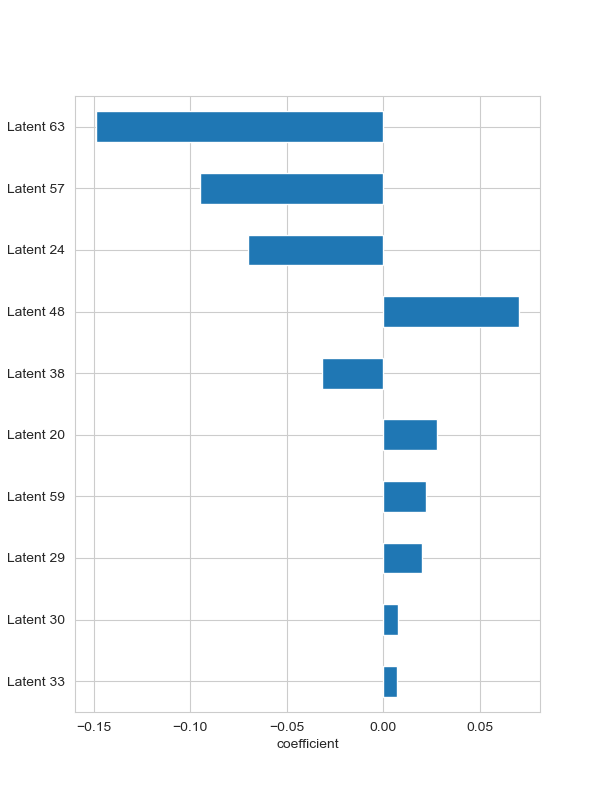 Latent 63
Latent 57
Latent 24
Latent 48
Latent 38
Latent 20
Latent 59
Latent 29
Latent 30
Latent 33
−0.15 −0.10 −0.05 0.00 0.05
coefficient